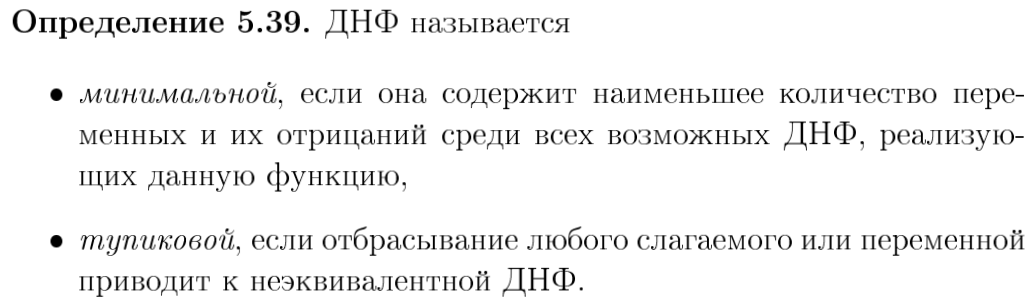 Определение 5.39. ДНФ называется
• минимальной, если она содержит наименьшее количество пере-
менных и их отрицаний среди всех возможных ДНФ, реализую-
щих данную функцию,
• тупиковой, если отбрасывание любого слагаемого или переменной
приводит к неэквивалентной ДНФ.